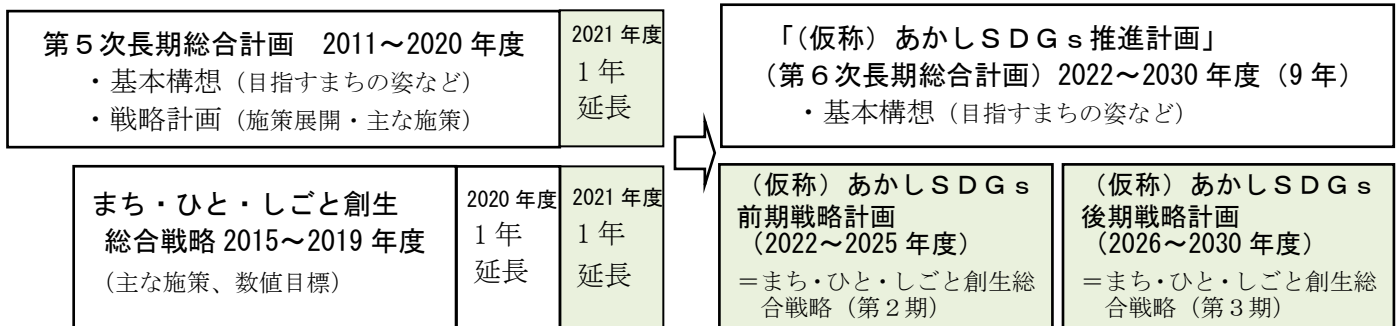 第５次長期総合計画　2011～2020 年度
・基本構想（目指すまちの姿など）
・戦略計画（施策展開・主な施策）
2021 年度
１年
延長
まち・ひと・しごと創生
総合戦略 2015～2019 年度
（主な施策、数値目標）
2020 年度
１年
延長
2021 年度
１年
延長
「（仮称）あかしＳＤＧｓ推進計画」
（第６次長期総合計画）2022～2030 年度（9 年）
・基本構想（目指すまちの姿など）
（仮称）あかしＳＤＧｓ
前期戦略計画
（2022～2025 年度）
＝まち・ひと・しごと創生総
合戦略（第２期）
（仮称）あかしＳＤＧｓ
後期戦略計画
（2026～2030 年度）
＝まち・ひと・しごと創生総
合戦略（第３期）